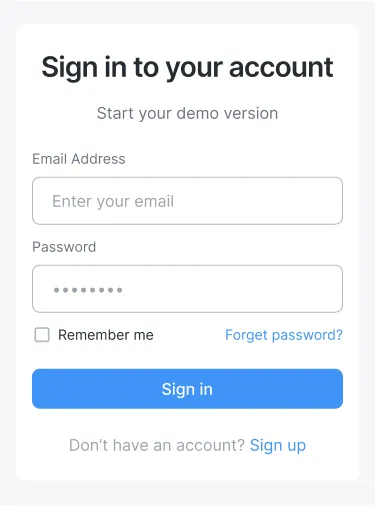 Sign in to your account
Start your demo version
Email Address
Enter your email
Password
••••••••
Remember me Forget password?
Sign in
Don't have an account? Sign up